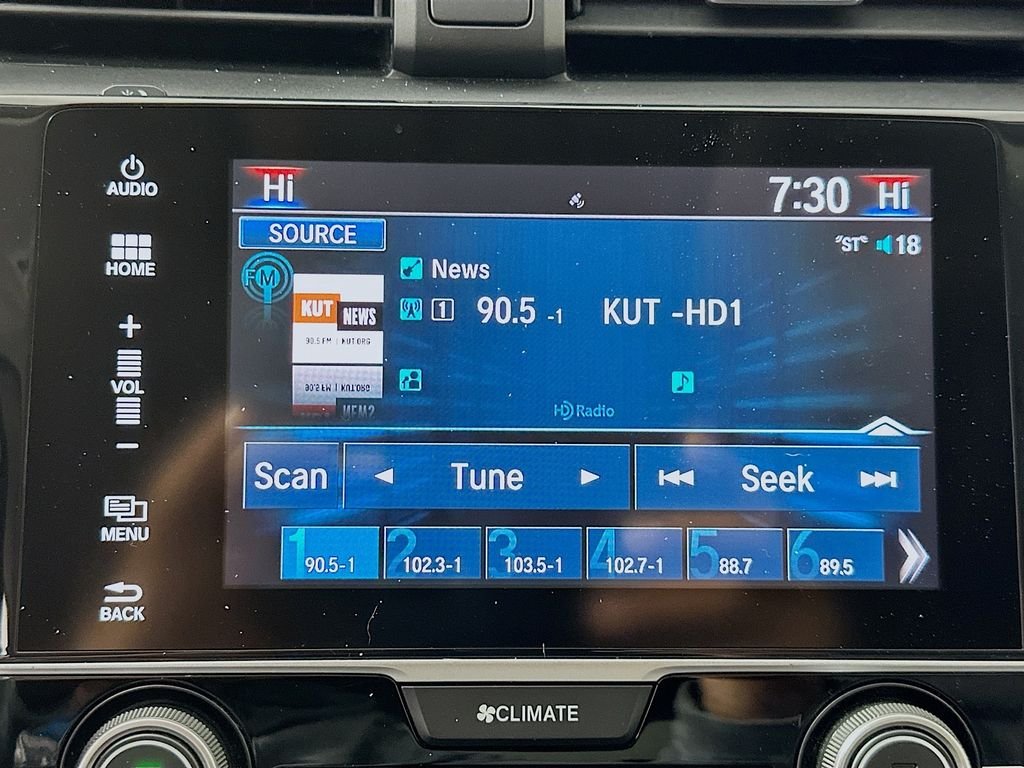 AUDIO
HOME
+
VOL
-
MENU
BACK
Hi
7:30 Hi
SOURCE
ST 18
FM
KUT NEWS
90.5 FM | KUT.ORG
News
1 90.5 -1 KUT -HD1
HD Radio
Scan Tune Seek
1 90.5-1
2 102.3-1
3 103.5-1
4 102.7-1
5 88.7
6 89.5
CLIMATE